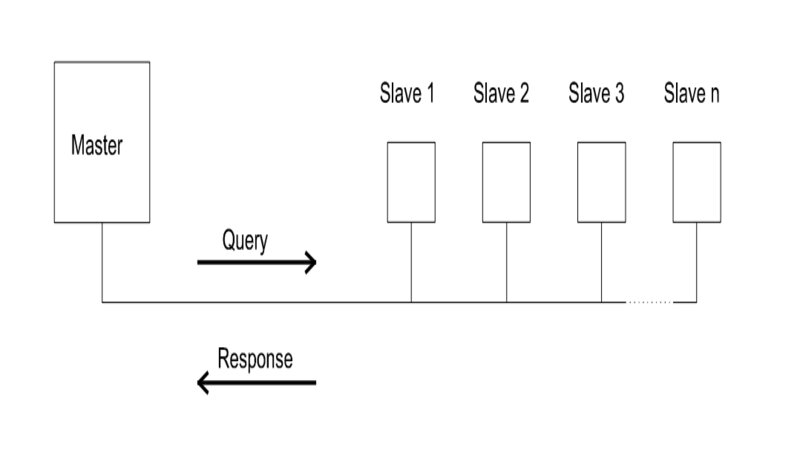 Slave 1 Slave 2 Slave 3 Slave n
Master
Query
Response